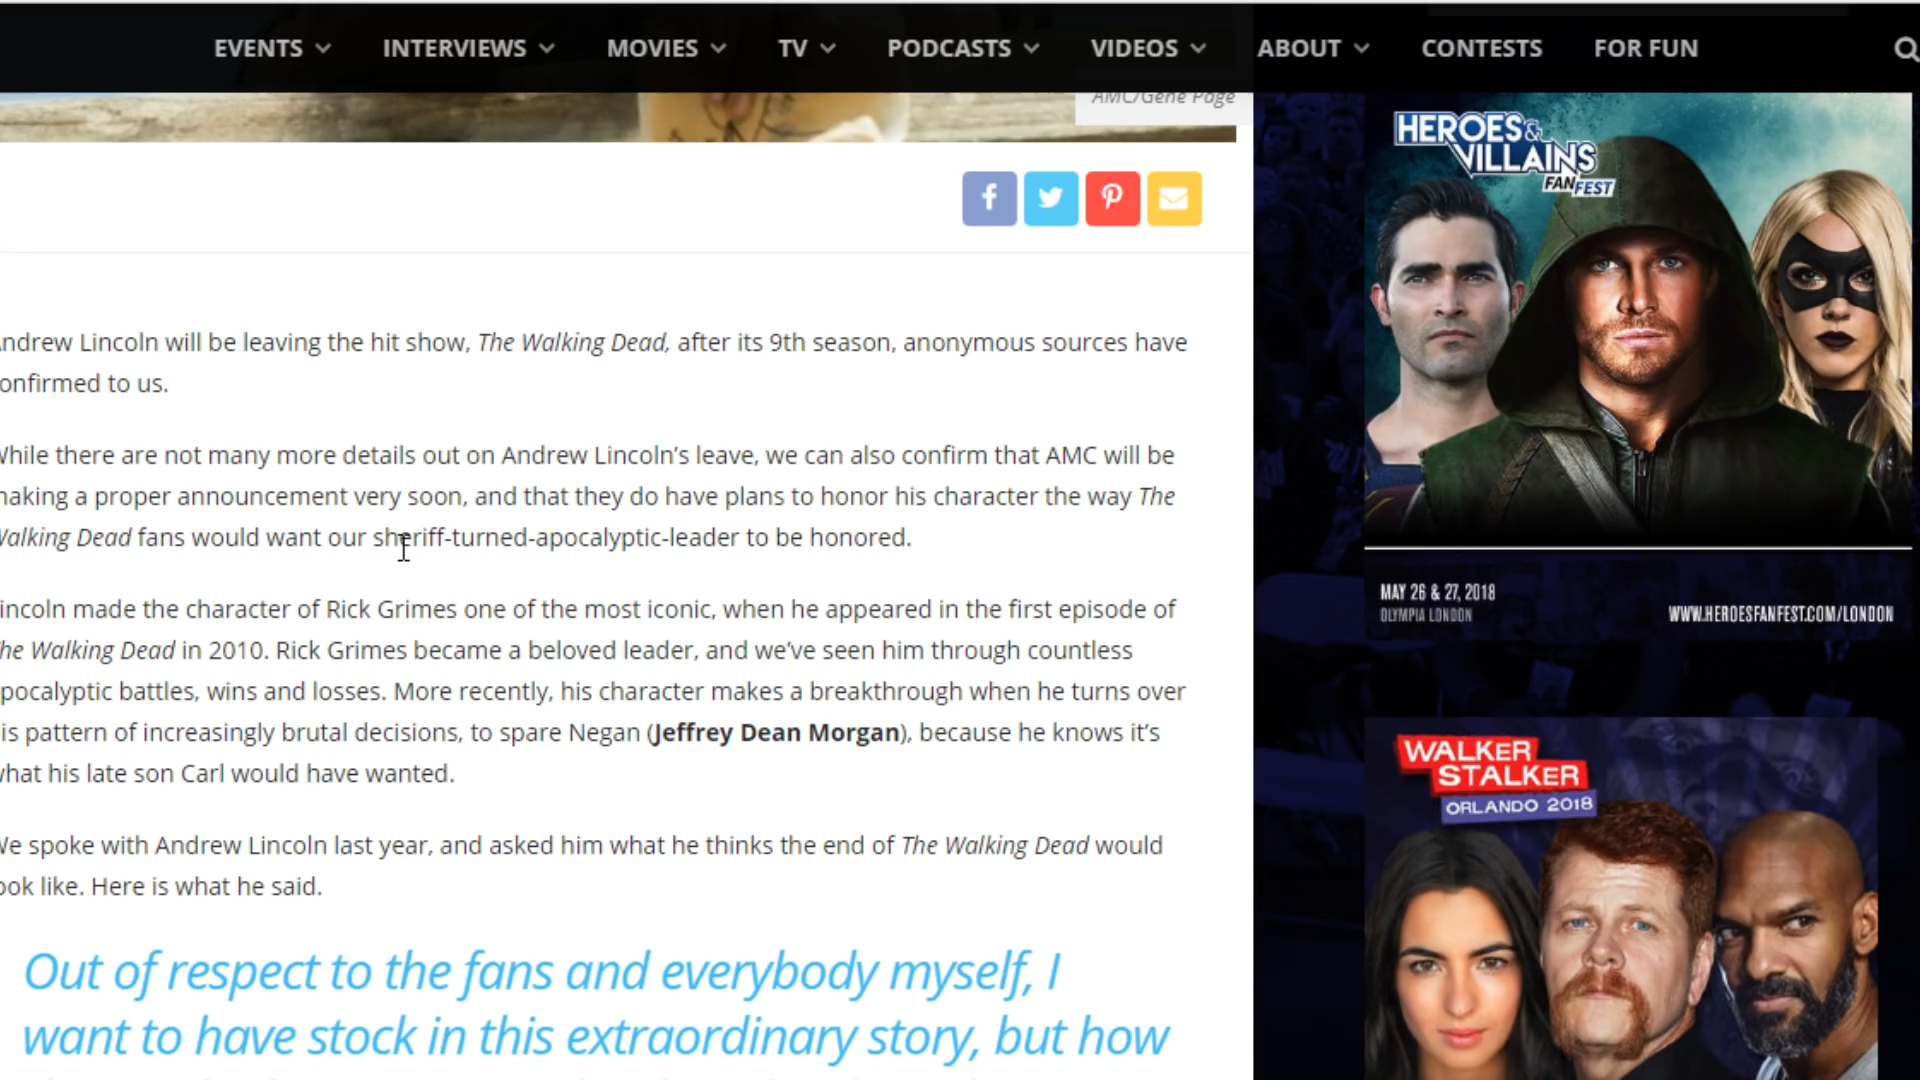 EVENTS INTERVIEWS MOVIES TV PODCASTS VIDEOS ABOUT CONTESTS FOR FUN
AMC/Gene Page
ndrew Lincoln will be leaving the hit show, The Walking Dead, after its 9th season, anonymous sources have
onfirmed to us.
While there are not many more details out on Andrew Lincoln’s leave, we can also confirm that AMC will be
naking a proper announcement very soon, and that they do have plans to honor his character the way The
Walking Dead fans would want our sheriff-turned-apocalyptic-leader to be honored.
incoln made the character of Rick Grimes one of the most iconic, when he appeared in the first episode of
he Walking Dead in 2010. Rick Grimes became a beloved leader, and we’ve seen him through countless
pocalyptic battles, wins and losses. More recently, his character makes a breakthrough when he turns over
is pattern of increasingly brutal decisions, to spare Negan (Jeffrey Dean Morgan), because he knows it’s
what his late son Carl would have wanted.
We spoke with Andrew Lincoln last year, and asked him what he thinks the end of The Walking Dead would
ook like. Here is what he said.
Out of respect to the fans and everybody myself, I
want to have stock in this extraordinary story, but how
HEROES &
VILLAINS
FAN FEST
MAY 26 & 27, 2018
OLYMPIA LONDON
WWW.HEROESFANFEST.COM/LONDON
WALKER
STALKER
ORLANDO 2018